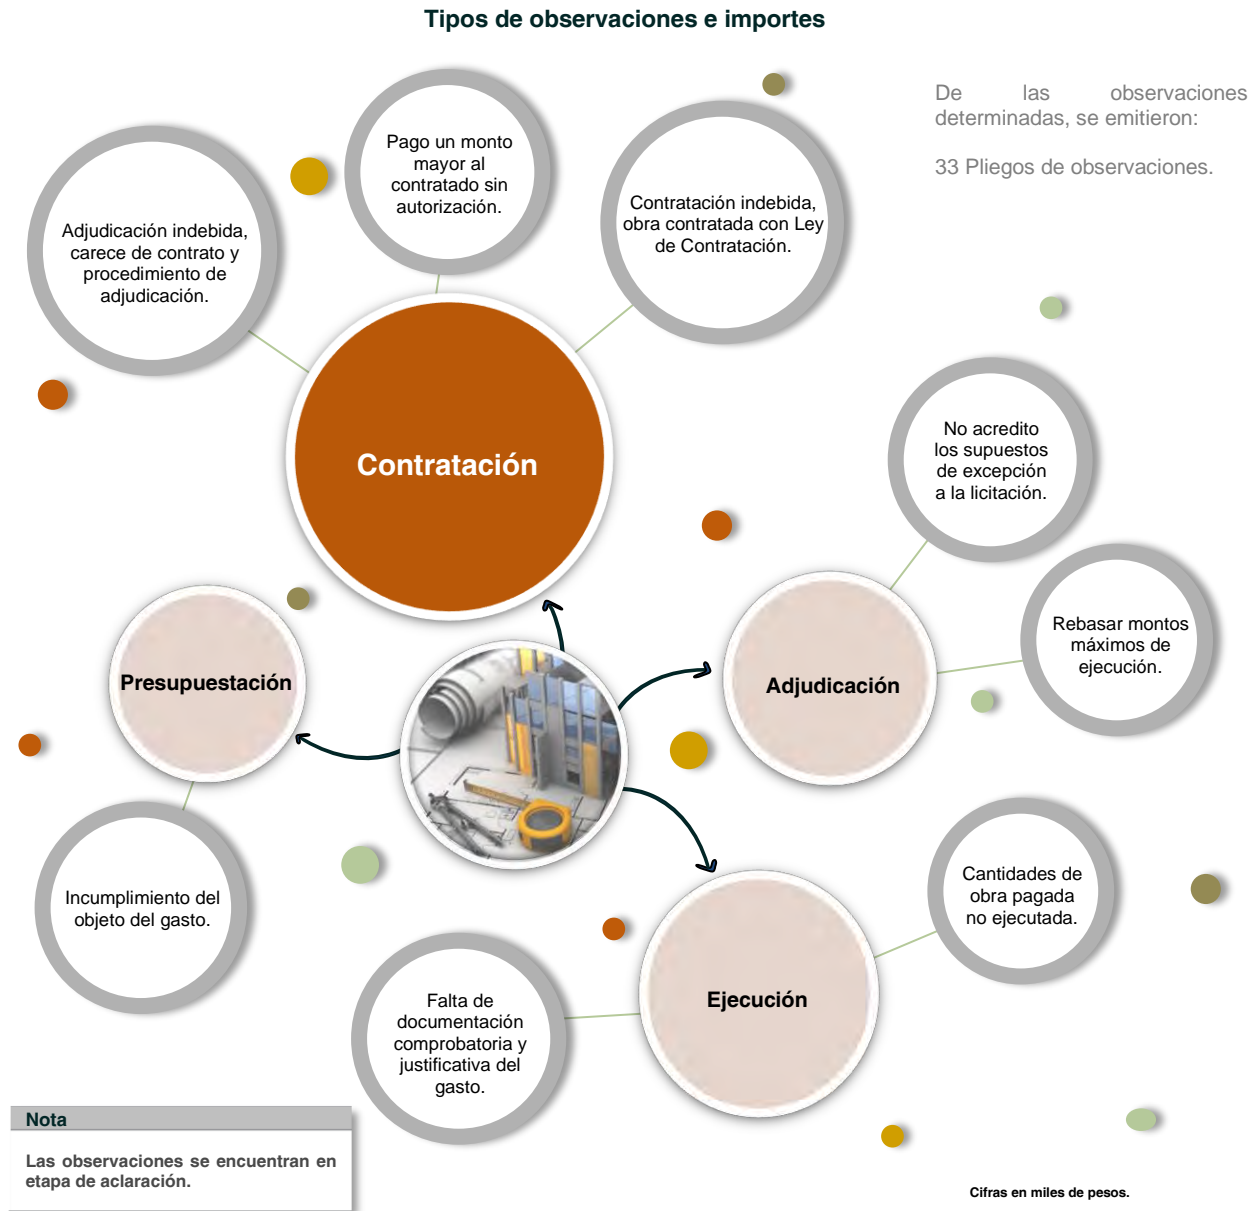 Tipos de observaciones e importes
De las observaciones
determinadas, se emitieron:
33 Pliegos de observaciones.
Pago un monto
mayor al
contratado sin
autorización.
Adjudicación indebida,
carece de contrato y
procedimiento de
adjudicación.
Contratación indebida,
obra contratada con Ley
de Contratación.
Contratación
No acredito
los supuestos
de excepción
a la licitación.
Rebasar montos
máximos de
ejecución.
Presupuestación
Adjudicación
Incumplimiento del
objeto del gasto.
Cantidades de
obra pagada
no ejecutada.
Ejecución
Falta de
documentación
comprobatoria y
justificativa del
gasto.
Nota
Las observaciones se encuentran en
etapa de aclaración.
Cifras en miles de pesos.